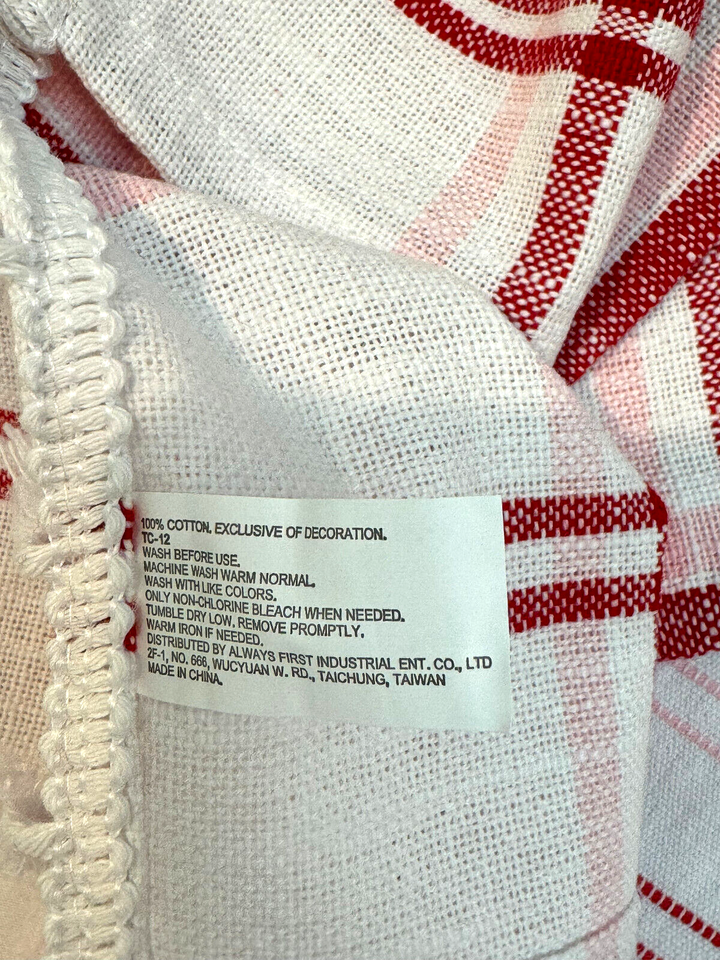 100% COTTON. EXCLUSIVE OF DECORATION.
TC-12
WASH BEFORE USE.
MACHINE WASH WARM NORMAL.
WASH WITH LIKE COLORS.
ONLY NON-CHLORINE BLEACH WHEN NEEDED.
TUMBLE DRY LOW. REMOVE PROMPTLY.
WARM IRON IF NEEDED.
DISTRIBUTED BY ALWAYS FIRST INDUSTRIAL ENT. CO., LTD
2F-1, NO. 666, WUCYUAN W. RD., TAICHUNG, TAIWAN
MADE IN CHINA.